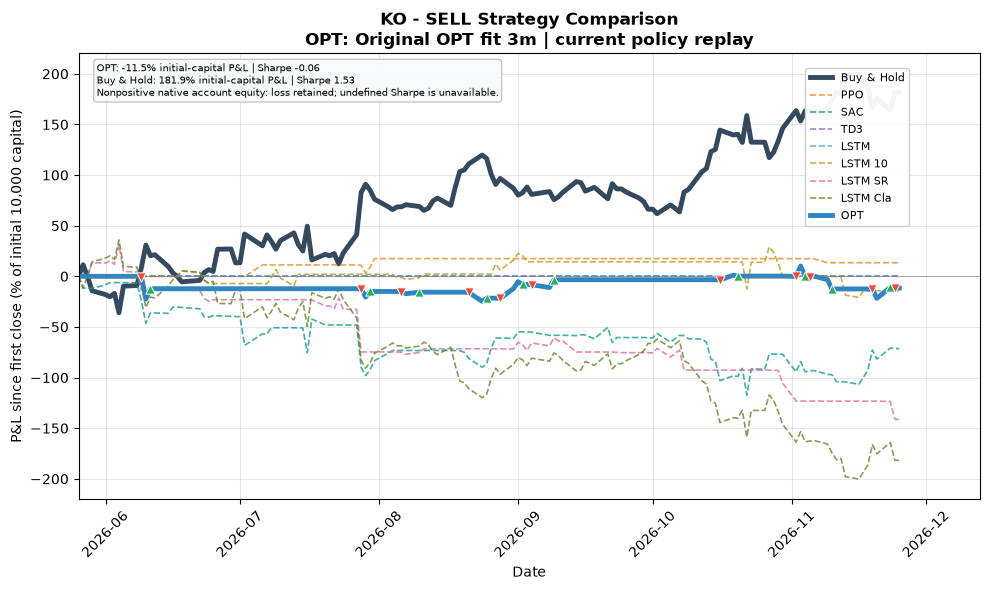 KO - SELL Strategy Comparison
OPT: Original OPT fit 3m | current policy replay
OPT: -11.5% initial-capital P&L | Sharpe -0.06
Buy & Hold: 181.9% initial-capital P&L | Sharpe 1.53
Nonpositive native account equity: loss retained; undefined Sharpe is unavailable.
Buy & Hold
PPO
SAC
TD3
LSTM
LSTM 10
LSTM SR
LSTM Cla
OPT
P&L since first close (% of initial 10,000 capital)
200
150
100
50
0
−50
−100
−150
−200
2026-06
2026-07
2026-08
2026-09
2026-10
2026-11
2026-12
Date